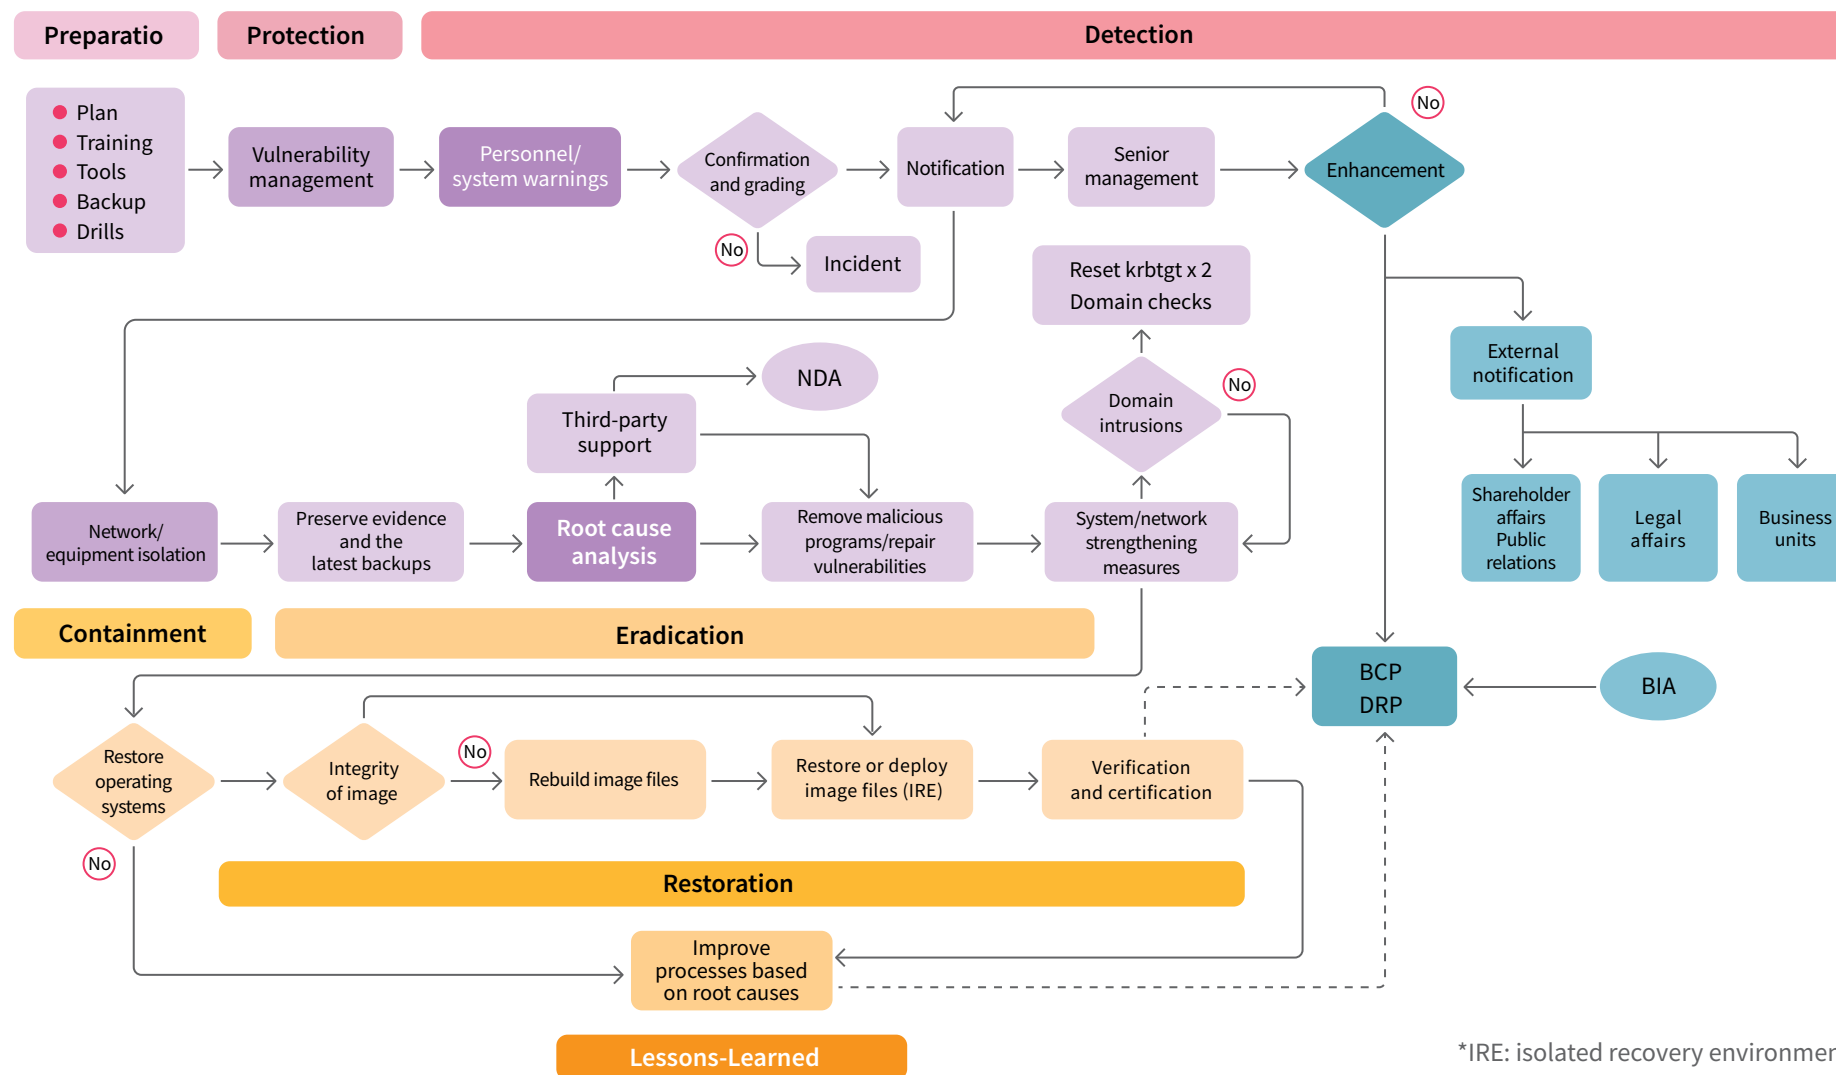 Preparatio
Protection
Detection
Plan
Training
Tools
Backup
Drills
Vulnerability
management
Personnel/
system warnings
Confirmation
and grading
No
Incident
Notification
Senior
management
Enhancement
No
Reset krbtgt x 2
Domain checks
External
notification
Shareholder
affairs
Public
relations
Legal
affairs
Business
units
NDA
Third-party
support
Domain
intrusions
No
Network/
equipment isolation
Preserve evidence
and the
latest backups
Root cause
analysis
Remove malicious
programs/repair
vulnerabilities
System/network
strengthening
measures
Containment
Eradication
BCP
DRP
BIA
Restore
operating
systems
No
Integrity
of image
No
Rebuild image files
Restore or deploy
image files (IRE)
Verification
and certification
Restoration
Improve
processes based
on root causes
Lessons-Learned
*IRE: isolated recovery environmen